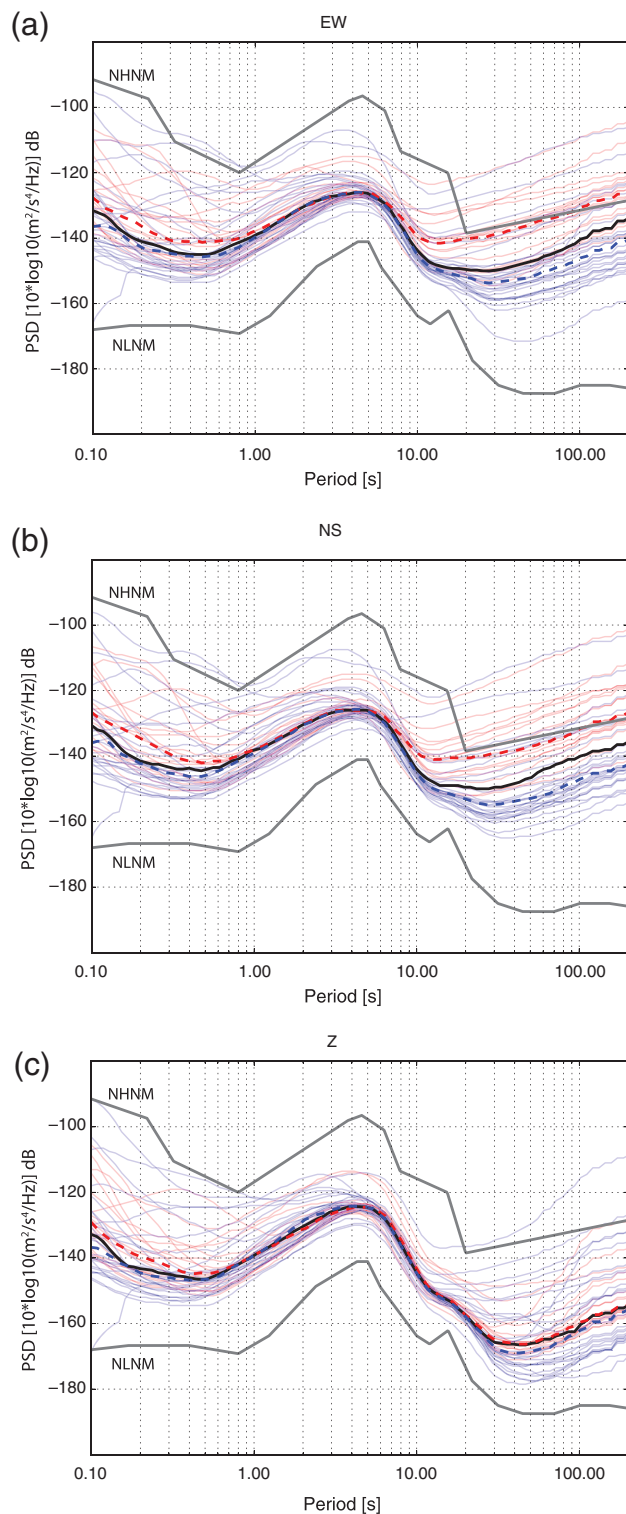 (a)
EW
NHNM
NLNM
PSD [10*log10(m²/s⁴/Hz)] dB
−100
−120
−140
−160
−180
0.10
1.00
10.00
100.00
Period [s]
(b)
NS
NHNM
NLNM
PSD [10*log10(m²/s⁴/Hz)] dB
−100
−120
−140
−160
−180
0.10
1.00
10.00
100.00
Period [s]
(c)
Z
NHNM
NLNM
PSD [10*log10(m²/s⁴/Hz)] dB
−100
−120
−140
−160
−180
0.10
1.00
10.00
100.00
Period [s]